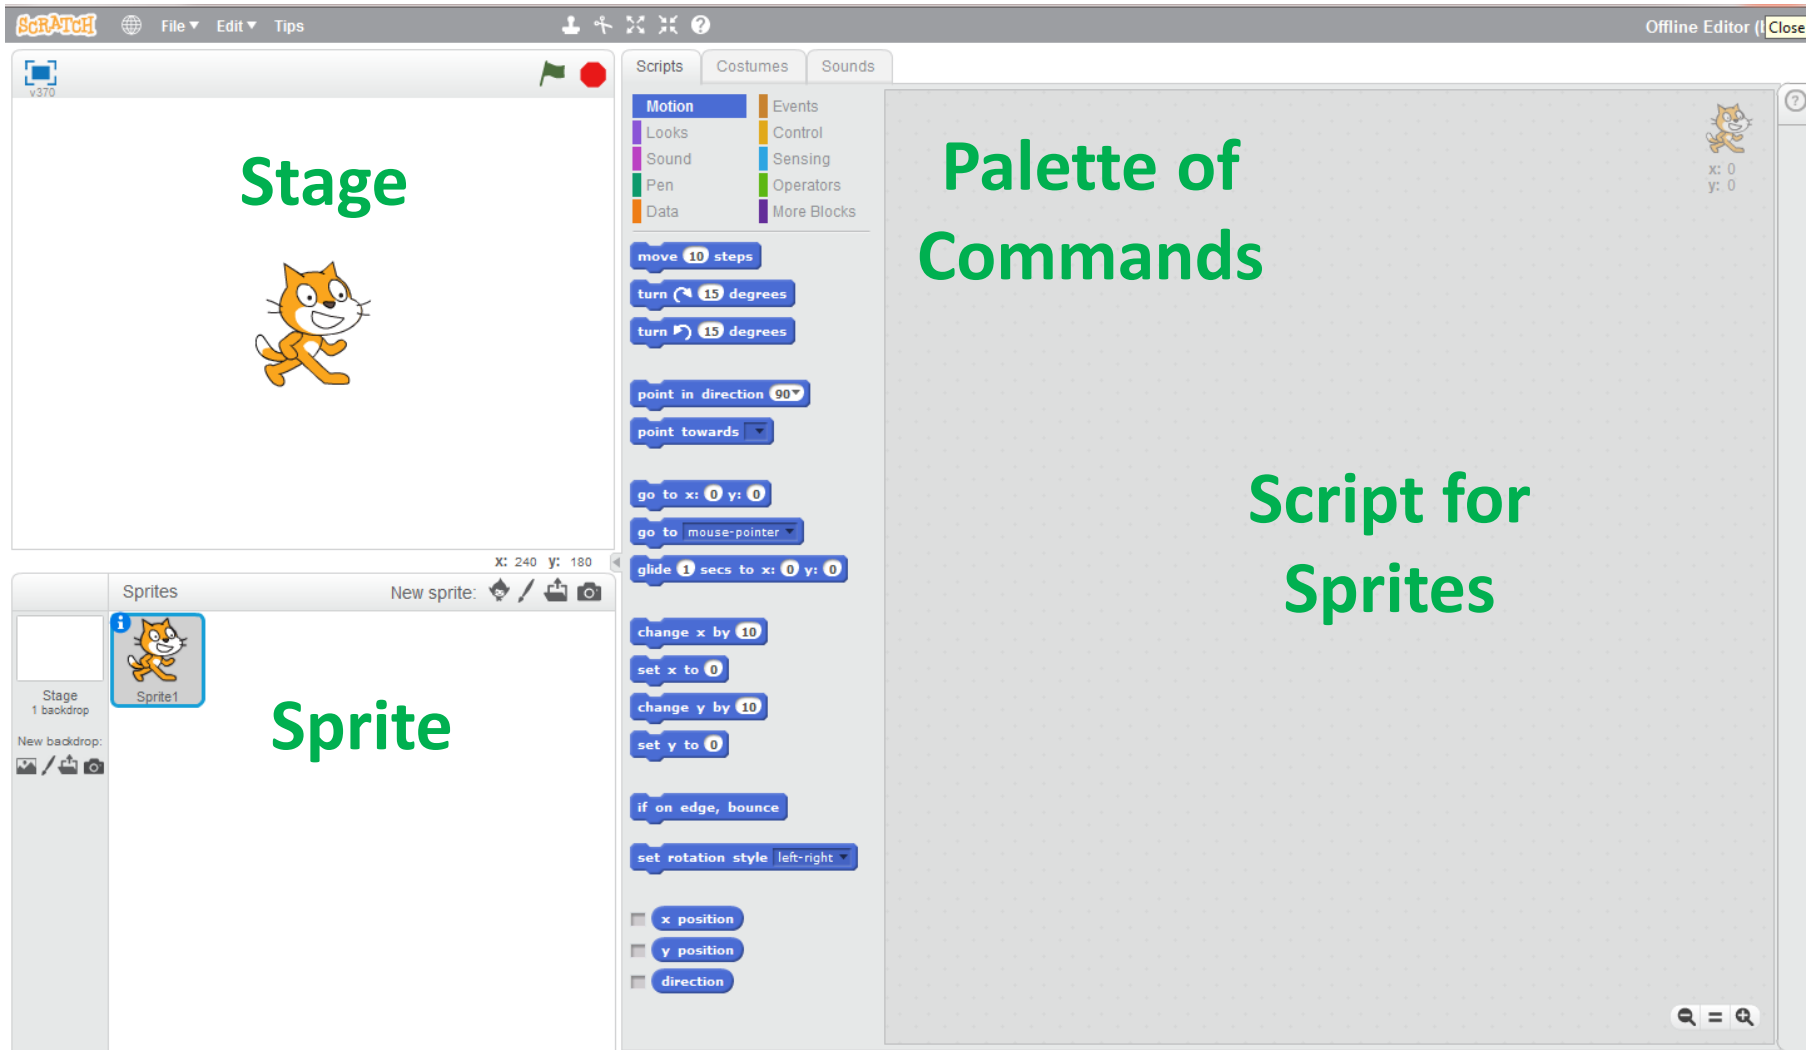 SCRATCH File Edit Tips
Offline Editor ( Close
v370
Stage
X: 240 y: 180
Sprites New sprite:
Stage
1 backdrop
New backdrop:
Sprite1
Sprite
Scripts Costumes Sounds
Motion Events
Looks Control
Sound Sensing
Pen Operators
Data More Blocks
move 10 steps
turn 15 degrees
turn 15 degrees
point in direction 90
point towards
go to x: 0 y: 0
go to mouse-pointer
glide 1 secs to x: 0 y: 0
change x by 10
set x to 0
change y by 10
set y to 0
if on edge, bounce
set rotation style left-right
x position
y position
direction
Palette of
Commands
Script for
Sprites
x: 0
y: 0